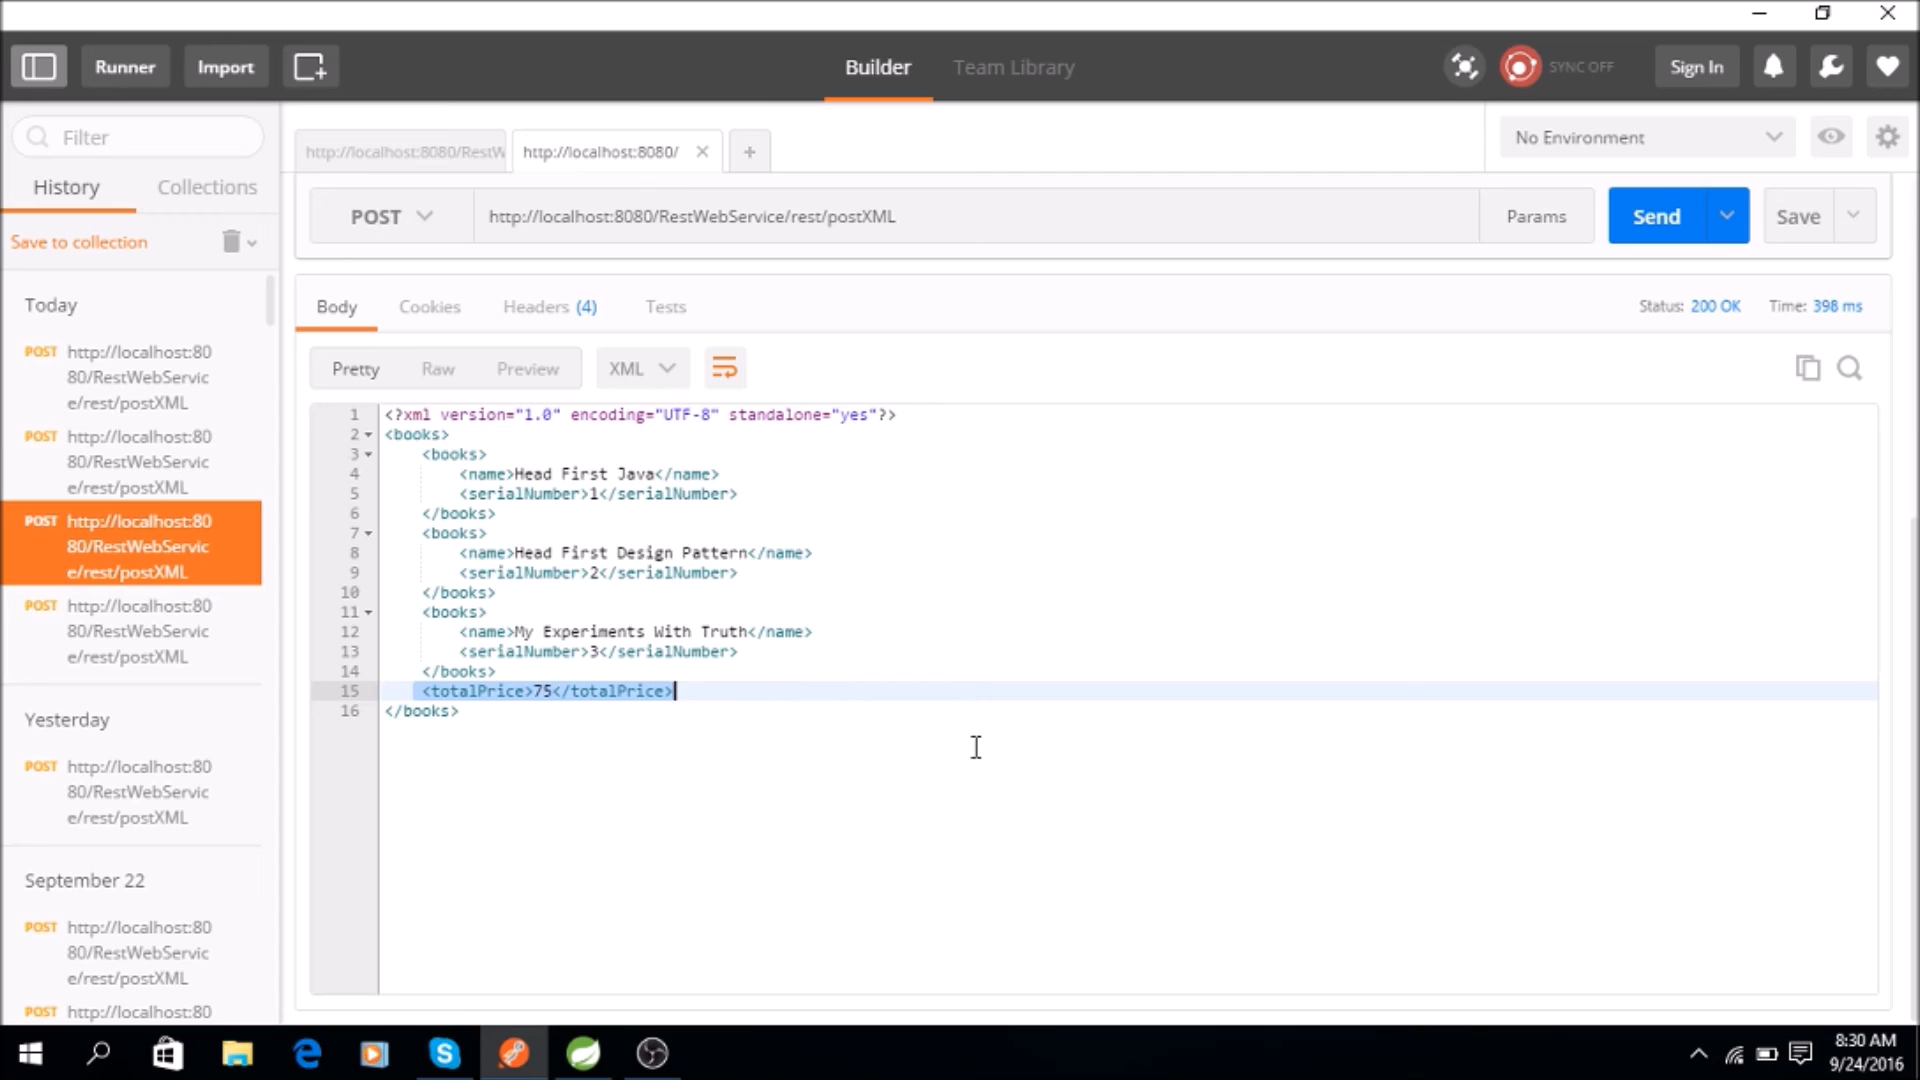 Runner
Import
Builder
Team Library
SYNC OFF
Sign In
Filter
History
Collections
Save to collection
Today
POST http://localhost:80
80/RestWebServic
e/rest/postXML
POST http://localhost:80
80/RestWebServic
e/rest/postXML
POST http://localhost:80
80/RestWebServic
e/rest/postXML
POST http://localhost:80
80/RestWebServic
e/rest/postXML
Yesterday
POST http://localhost:80
80/RestWebServic
e/rest/postXML
September 22
POST http://localhost:80
80/RestWebServic
e/rest/postXML
POST http://localhost:80
http://localhost:8080/RestW
http://localhost:8080/
No Environment
POST
http://localhost:8080/RestWebService/rest/postXML
Params
Send
Save
Body
Cookies
Headers (4)
Tests
Status: 200 OK
Time: 398 ms
Pretty
Raw
Preview
XML
1 <?xml version="1.0" encoding="UTF-8" standalone="yes"?>
2 <books>
3 <books>
4 <name>Head First Java</name>
5 <serialNumber>1</serialNumber>
6 </books>
7 <books>
8 <name>Head First Design Pattern</name>
9 <serialNumber>2</serialNumber>
10 </books>
11 <books>
12 <name>My Experiments With Truth</name>
13 <serialNumber>3</serialNumber>
14 </books>
15 <totalPrice>75</totalPrice>
16 </books>
8:30 AM
9/24/2016